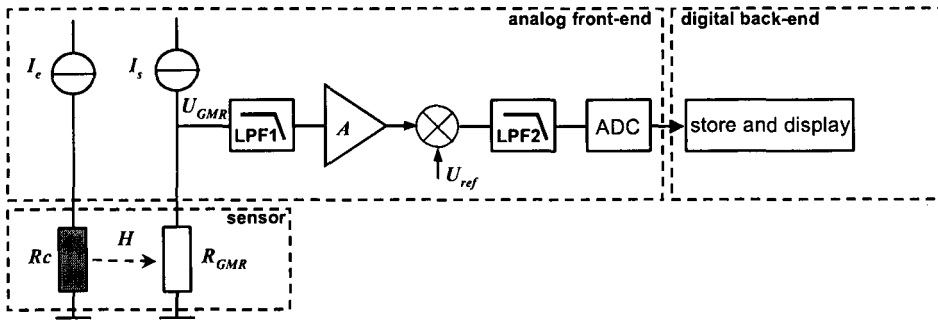 analog front-end
digital back-end
I_e
I_s
U_GMR
LPF1
A
U_ref
LPF2
ADC
store and display
sensor
Rc
H
R_GMR